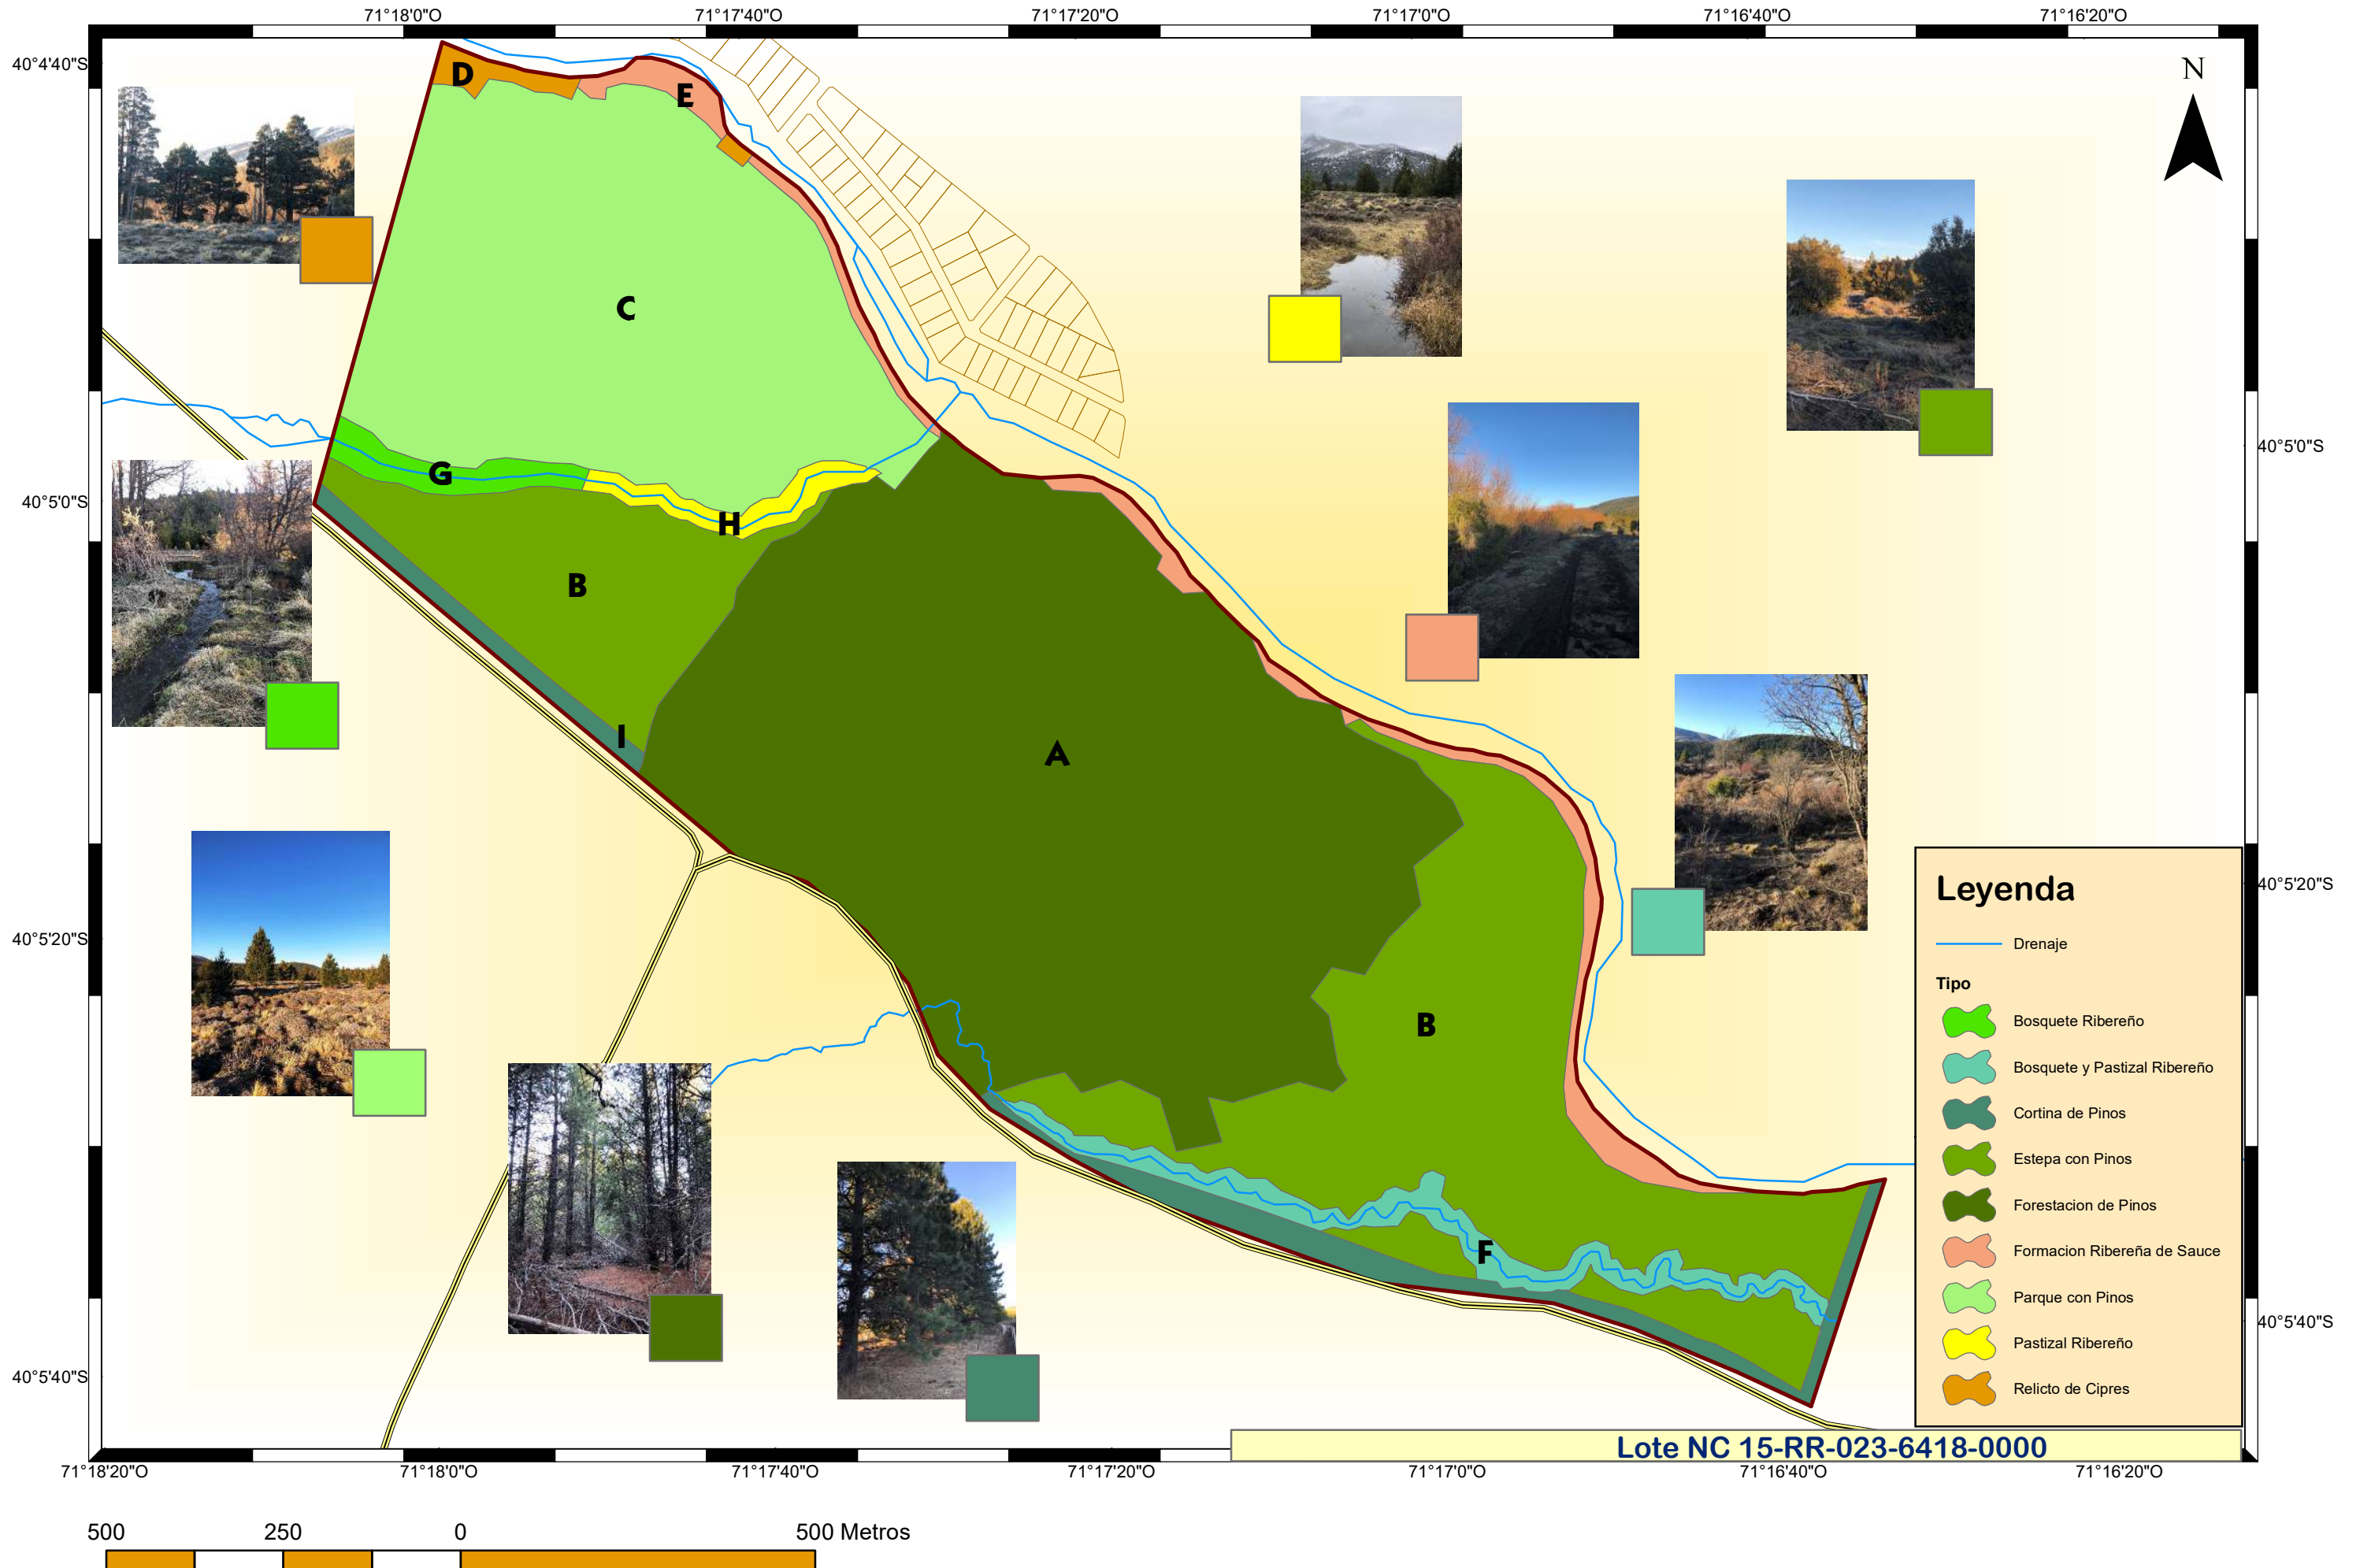 71°18'0"O 71°17'40"O 71°17'20"O 71°17'0"O 71°16'40"O 71°16'20"O
40°4'40"S
N
D
E
C
40°5'0"S
40°5'0"S
G
H
B
I
A
40°5'20"S
40°5'20"S
B
F
40°5'40"S
40°5'40"S
Leyenda
Drenaje
Tipo
Bosquete Ribereño
Bosquete y Pastizal Ribereño
Cortina de Pinos
Estepa con Pinos
Forestacion de Pinos
Formacion Ribereña de Sauce
Parque con Pinos
Pastizal Ribereño
Relicto de Cipres
Lote NC 15-RR-023-6418-0000
71°18'20"O 71°18'0"O 71°17'40"O 71°17'20"O 71°17'0"O 71°16'40"O 71°16'20"O
500 250 0 500 Metros